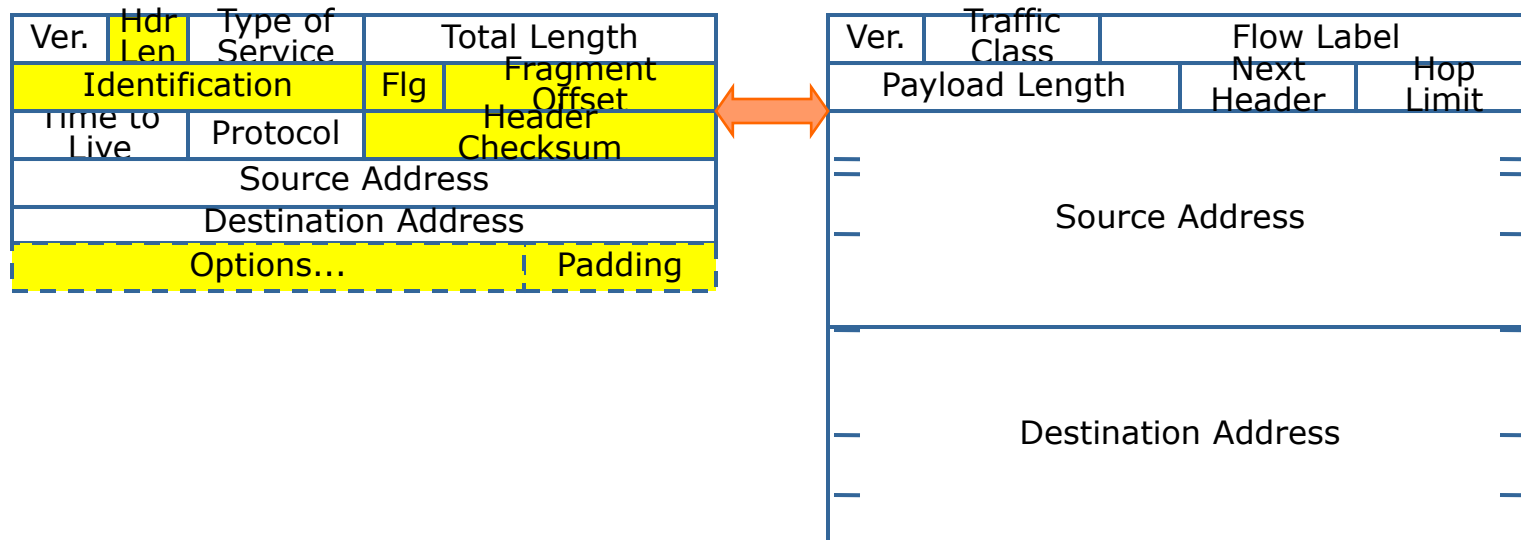 Ver.
Hdr
Len
Type of
Service
Total Length
Identification
Flg
Fragment
Offset
Time to
Live
Protocol
Header
Checksum
Source Address
Destination Address
Options...
Padding
Ver.
Traffic
Class
Flow Label
Payload Length
Next
Header
Hop
Limit
Source Address
Destination Address